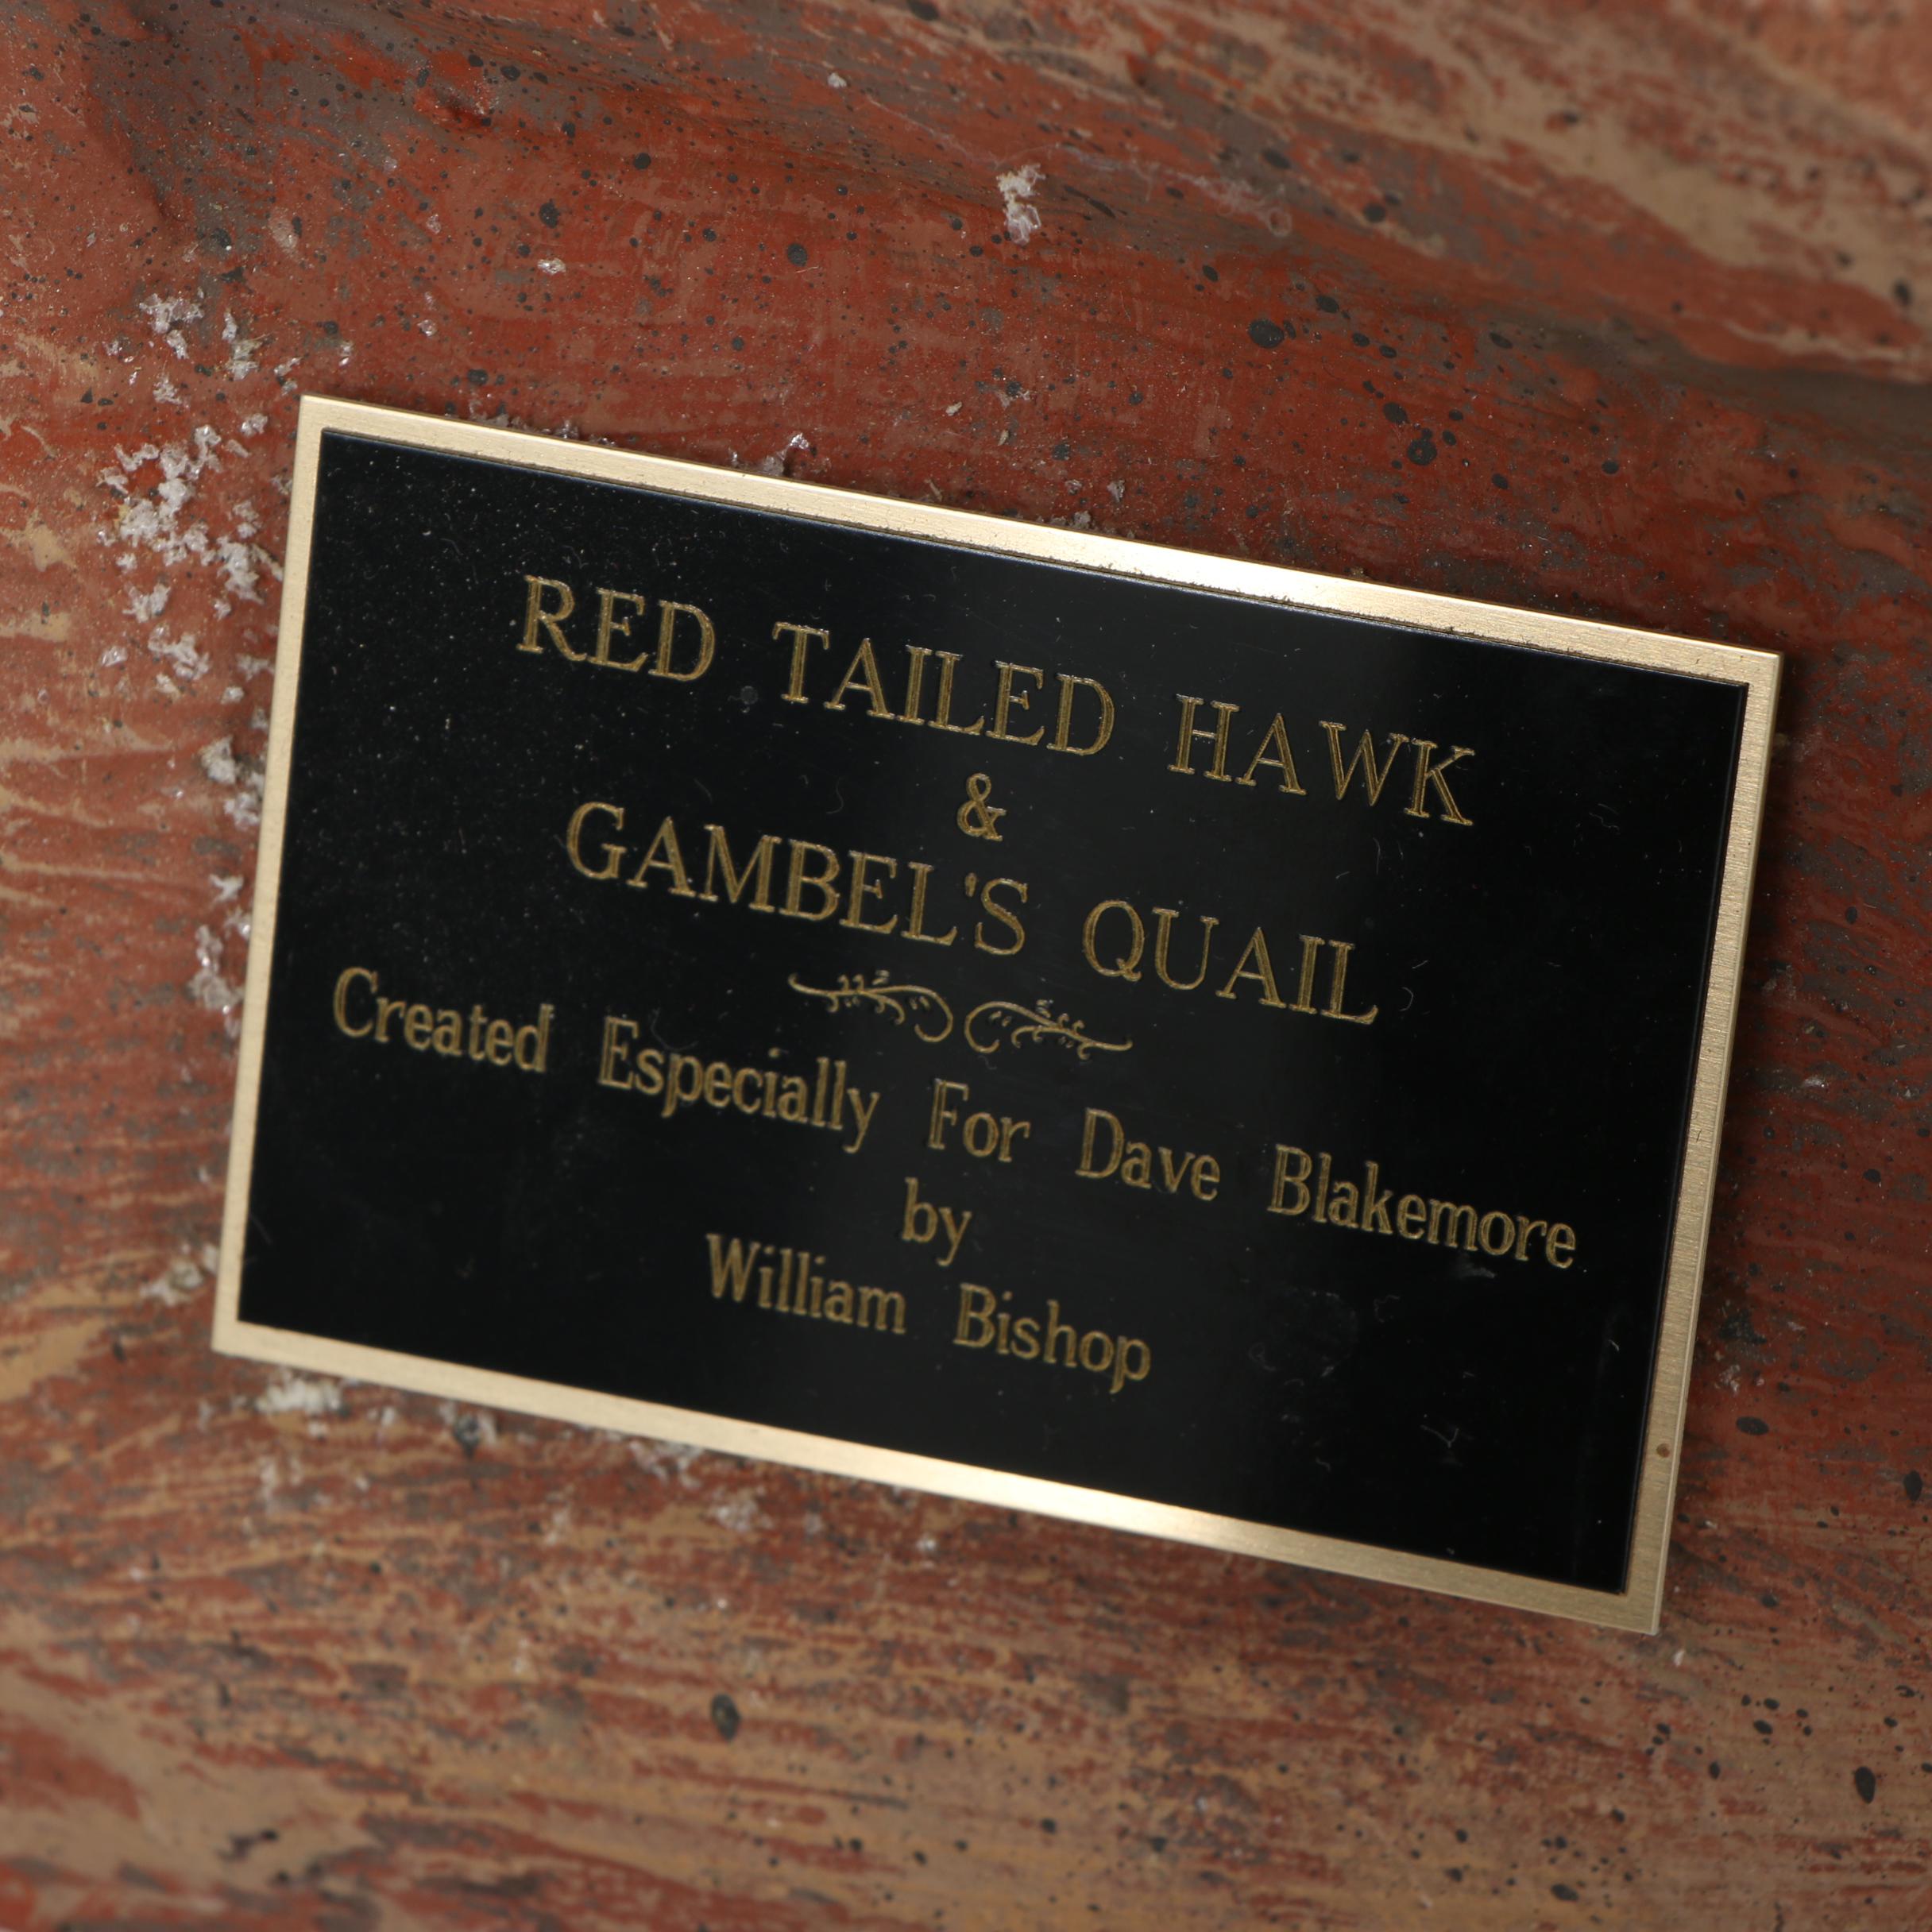 RED TAILED HAWK
&
GAMBEL'S QUAIL
Created Especially For Dave Blakemore
by
William Bishop